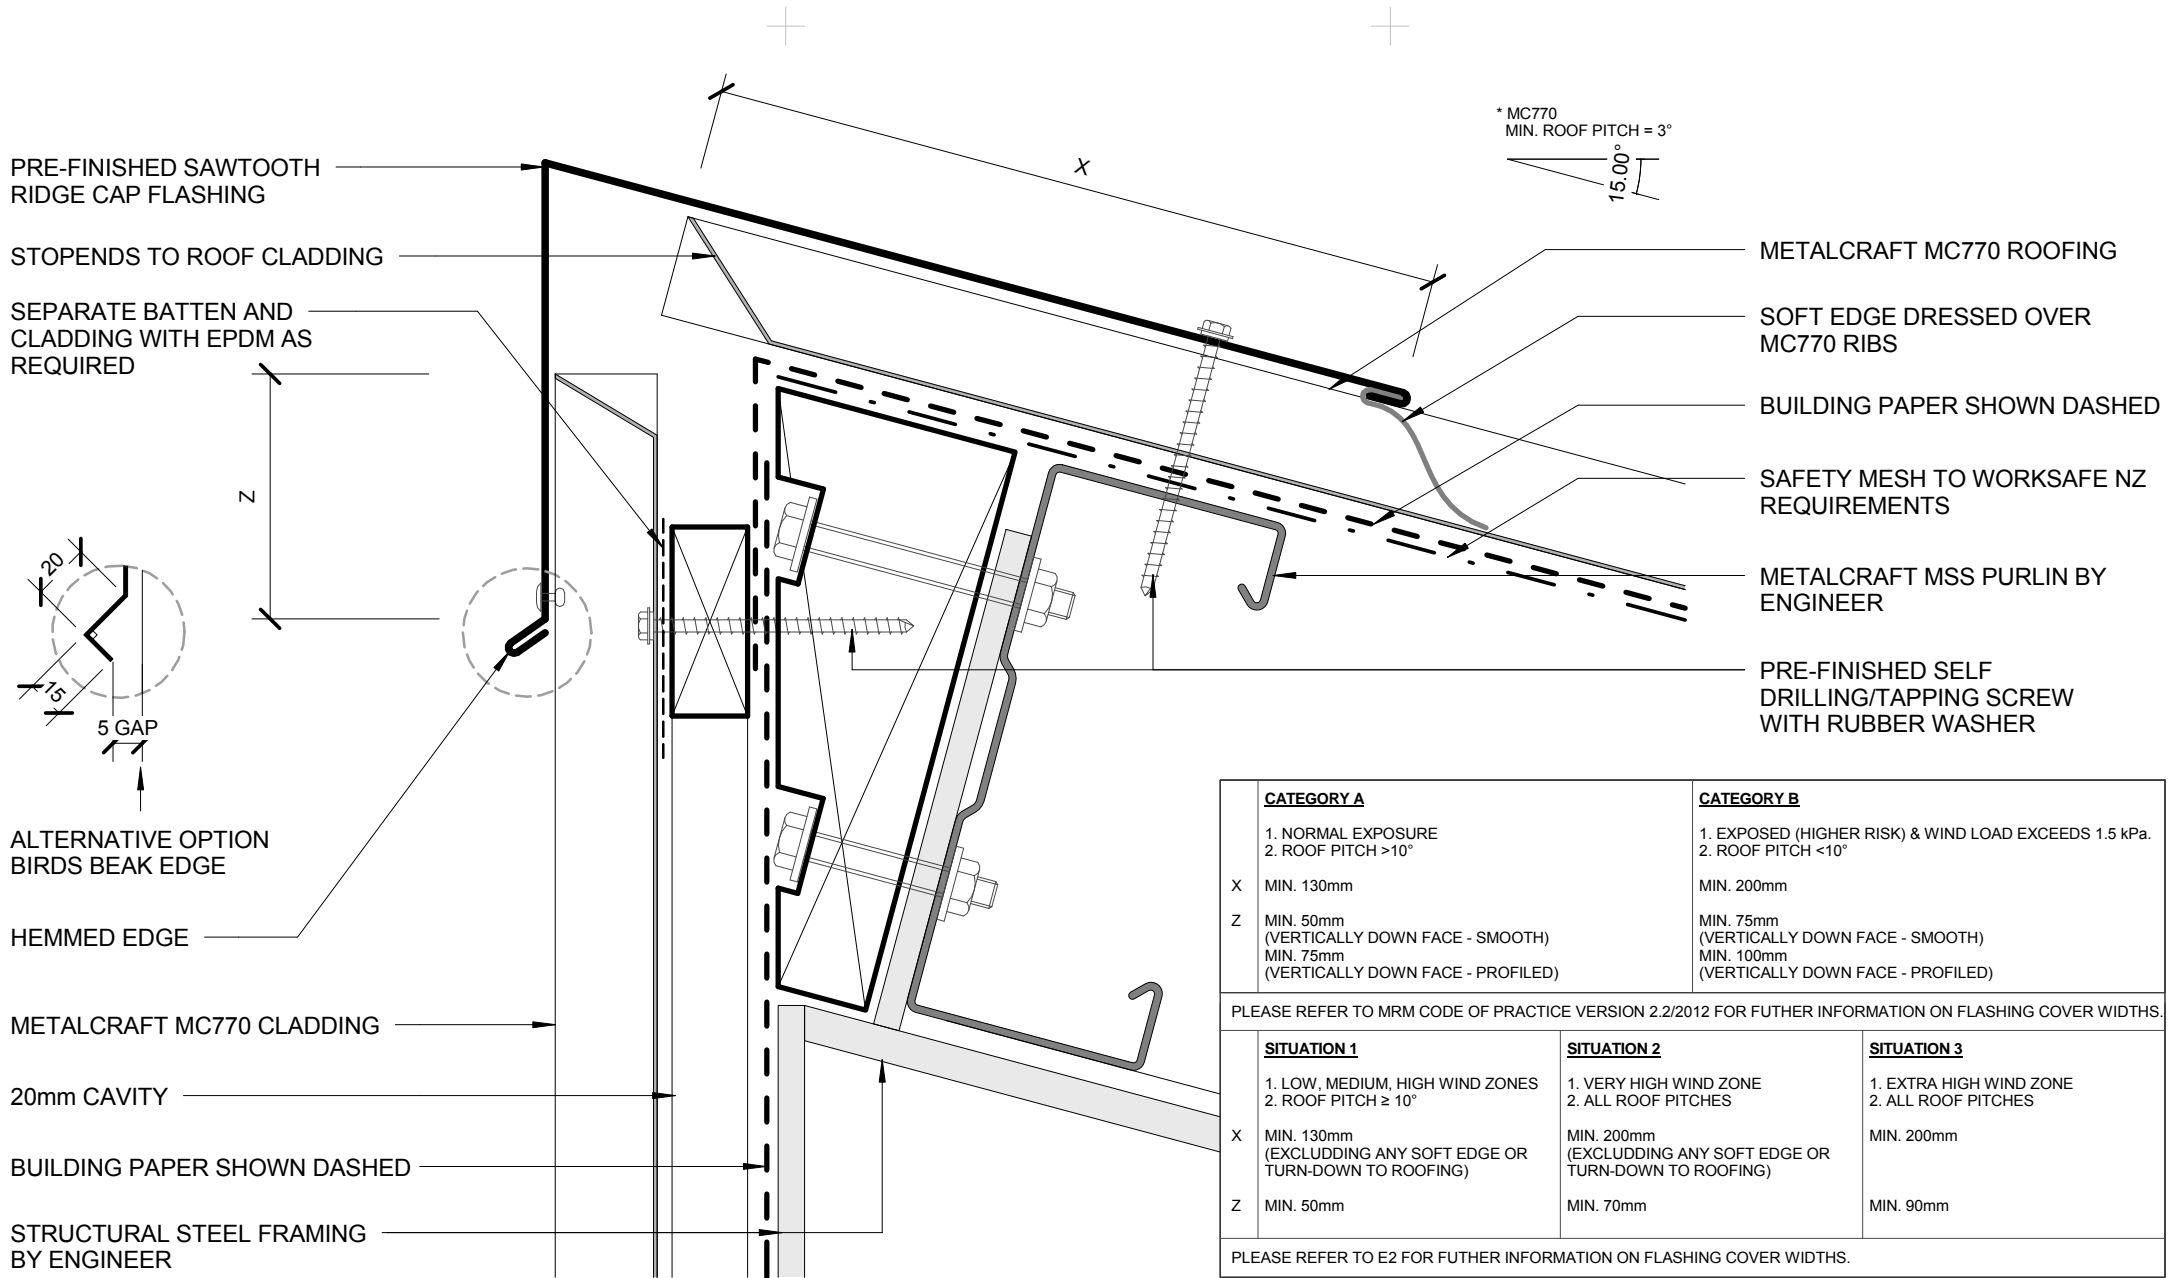 * MC770
MIN. ROOF PITCH = 3°
15.00°
X
PRE-FINISHED SAWTOOTH
RIDGE CAP FLASHING
STOPENDS TO ROOF CLADDING
SEPARATE BATTEN AND
CLADDING WITH EPDM AS
REQUIRED
Z
20
15
5 GAP
ALTERNATIVE OPTION
BIRDS BEAK EDGE
HEMMED EDGE
METALCRAFT MC770 CLADDING
20mm CAVITY
BUILDING PAPER SHOWN DASHED
STRUCTURAL STEEL FRAMING
BY ENGINEER
METALCRAFT MC770 ROOFING
SOFT EDGE DRESSED OVER
MC770 RIBS
BUILDING PAPER SHOWN DASHED
SAFETY MESH TO WORKSAFE NZ
REQUIREMENTS
METALCRAFT MSS PURLIN BY
ENGINEER
PRE-FINISHED SELF
DRILLING/TAPPING SCREW
WITH RUBBER WASHER
CATEGORY A
1. NORMAL EXPOSURE
2. ROOF PITCH >10°
CATEGORY B
1. EXPOSED (HIGHER RISK) & WIND LOAD EXCEEDS 1.5 kPa.
2. ROOF PITCH <10°
X MIN. 130mm MIN. 200mm
Z MIN. 50mm
(VERTICALLY DOWN FACE - SMOOTH)
MIN. 75mm
(VERTICALLY DOWN FACE - PROFILED)
MIN. 75mm
(VERTICALLY DOWN FACE - SMOOTH)
MIN. 100mm
(VERTICALLY DOWN FACE - PROFILED)
PLEASE REFER TO MRM CODE OF PRACTICE VERSION 2.2/2012 FOR FUTHER INFORMATION ON FLASHING COVER WIDTHS.
SITUATION 1
1. LOW, MEDIUM, HIGH WIND ZONES
2. ROOF PITCH ≥ 10°
SITUATION 2
1. VERY HIGH WIND ZONE
2. ALL ROOF PITCHES
SITUATION 3
1. EXTRA HIGH WIND ZONE
2. ALL ROOF PITCHES
X MIN. 130mm
(EXCLUDDING ANY SOFT EDGE OR
TURN-DOWN TO ROOFING)
MIN. 200mm
(EXCLUDDING ANY SOFT EDGE OR
TURN-DOWN TO ROOFING)
MIN. 200mm
Z MIN. 50mm MIN. 70mm MIN. 90mm
PLEASE REFER TO E2 FOR FUTHER INFORMATION ON FLASHING COVER WIDTHS.